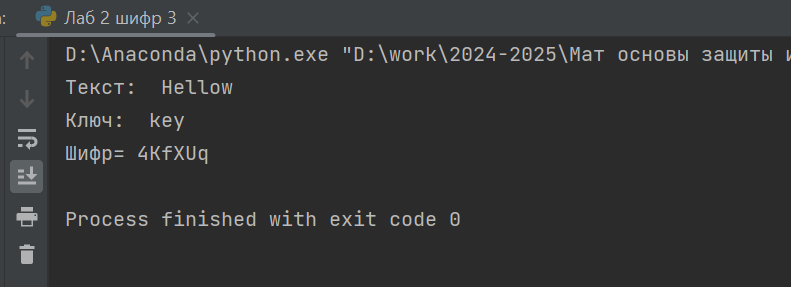 Лаб 2 шифр 3
D:\Anaconda\python.exe "D:\work\2024-2025\Мат основы защиты
Текст:  Hellow
Ключ:  key
Шифр= 4KfXUq
Process finished with exit code 0